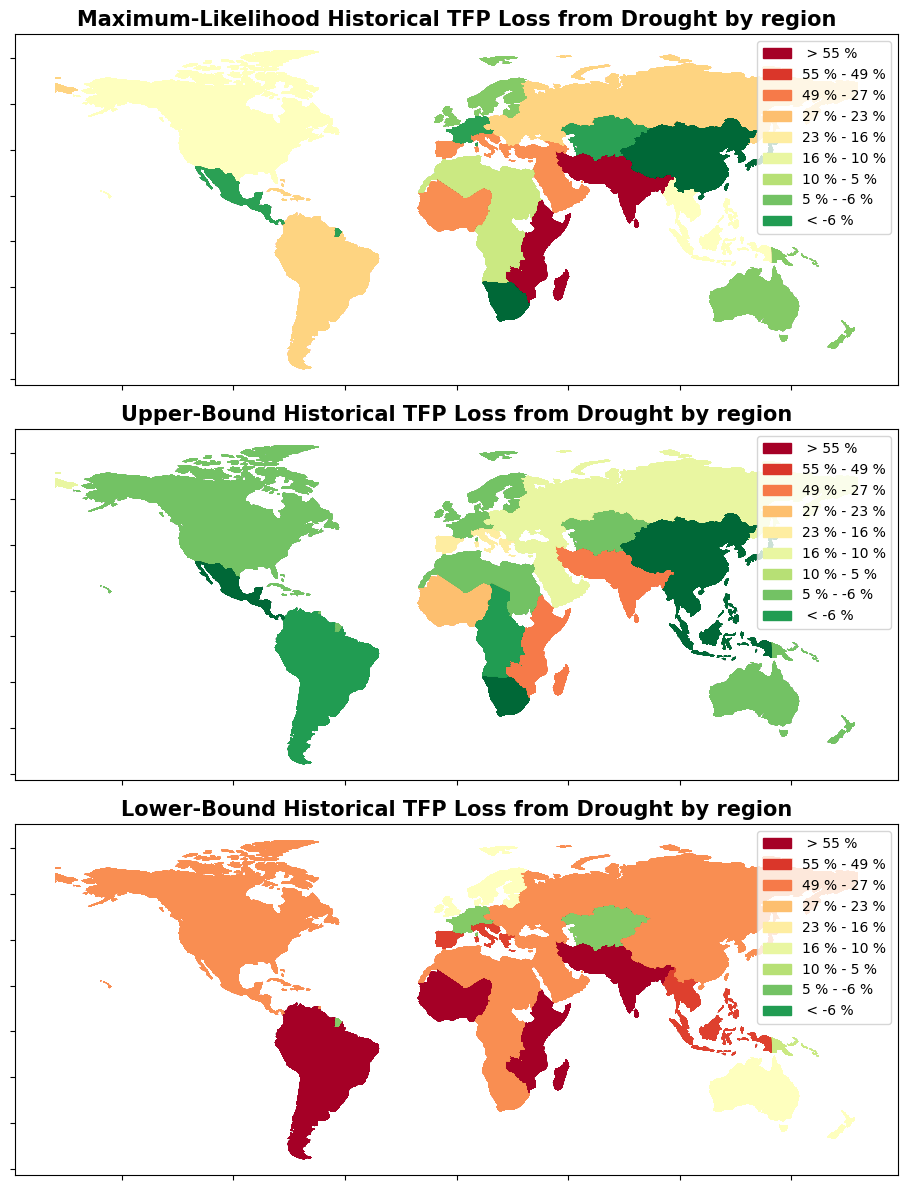 Maximum-Likelihood Historical TFP Loss from Drought by region
> 55 %
55 % - 49 %
49 % - 27 %
27 % - 23 %
23 % - 16 %
16 % - 10 %
10 % - 5 %
5 % - -6 %
< -6 %
Upper-Bound Historical TFP Loss from Drought by region
> 55 %
55 % - 49 %
49 % - 27 %
27 % - 23 %
23 % - 16 %
16 % - 10 %
10 % - 5 %
5 % - -6 %
< -6 %
Lower-Bound Historical TFP Loss from Drought by region
> 55 %
55 % - 49 %
49 % - 27 %
27 % - 23 %
23 % - 16 %
16 % - 10 %
10 % - 5 %
5 % - -6 %
< -6 %